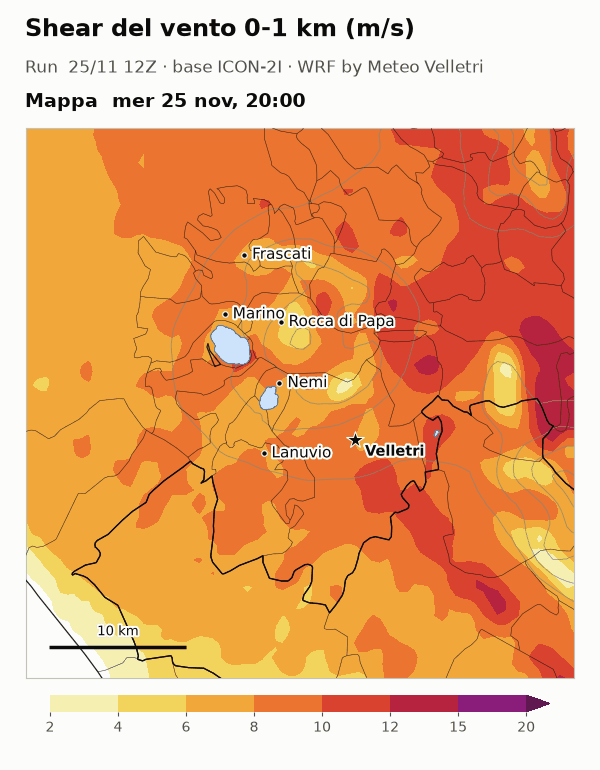 Shear del vento 0-1 km (m/s)
Run  25/11 12Z · base ICON-2I · WRF by Meteo Velletri
Mappa  mer 25 nov, 20:00
Frascati
Marino
Rocca di Papa
Nemi
Velletri
Lanuvio
10 km
2 4 6 8 10 12 15 20